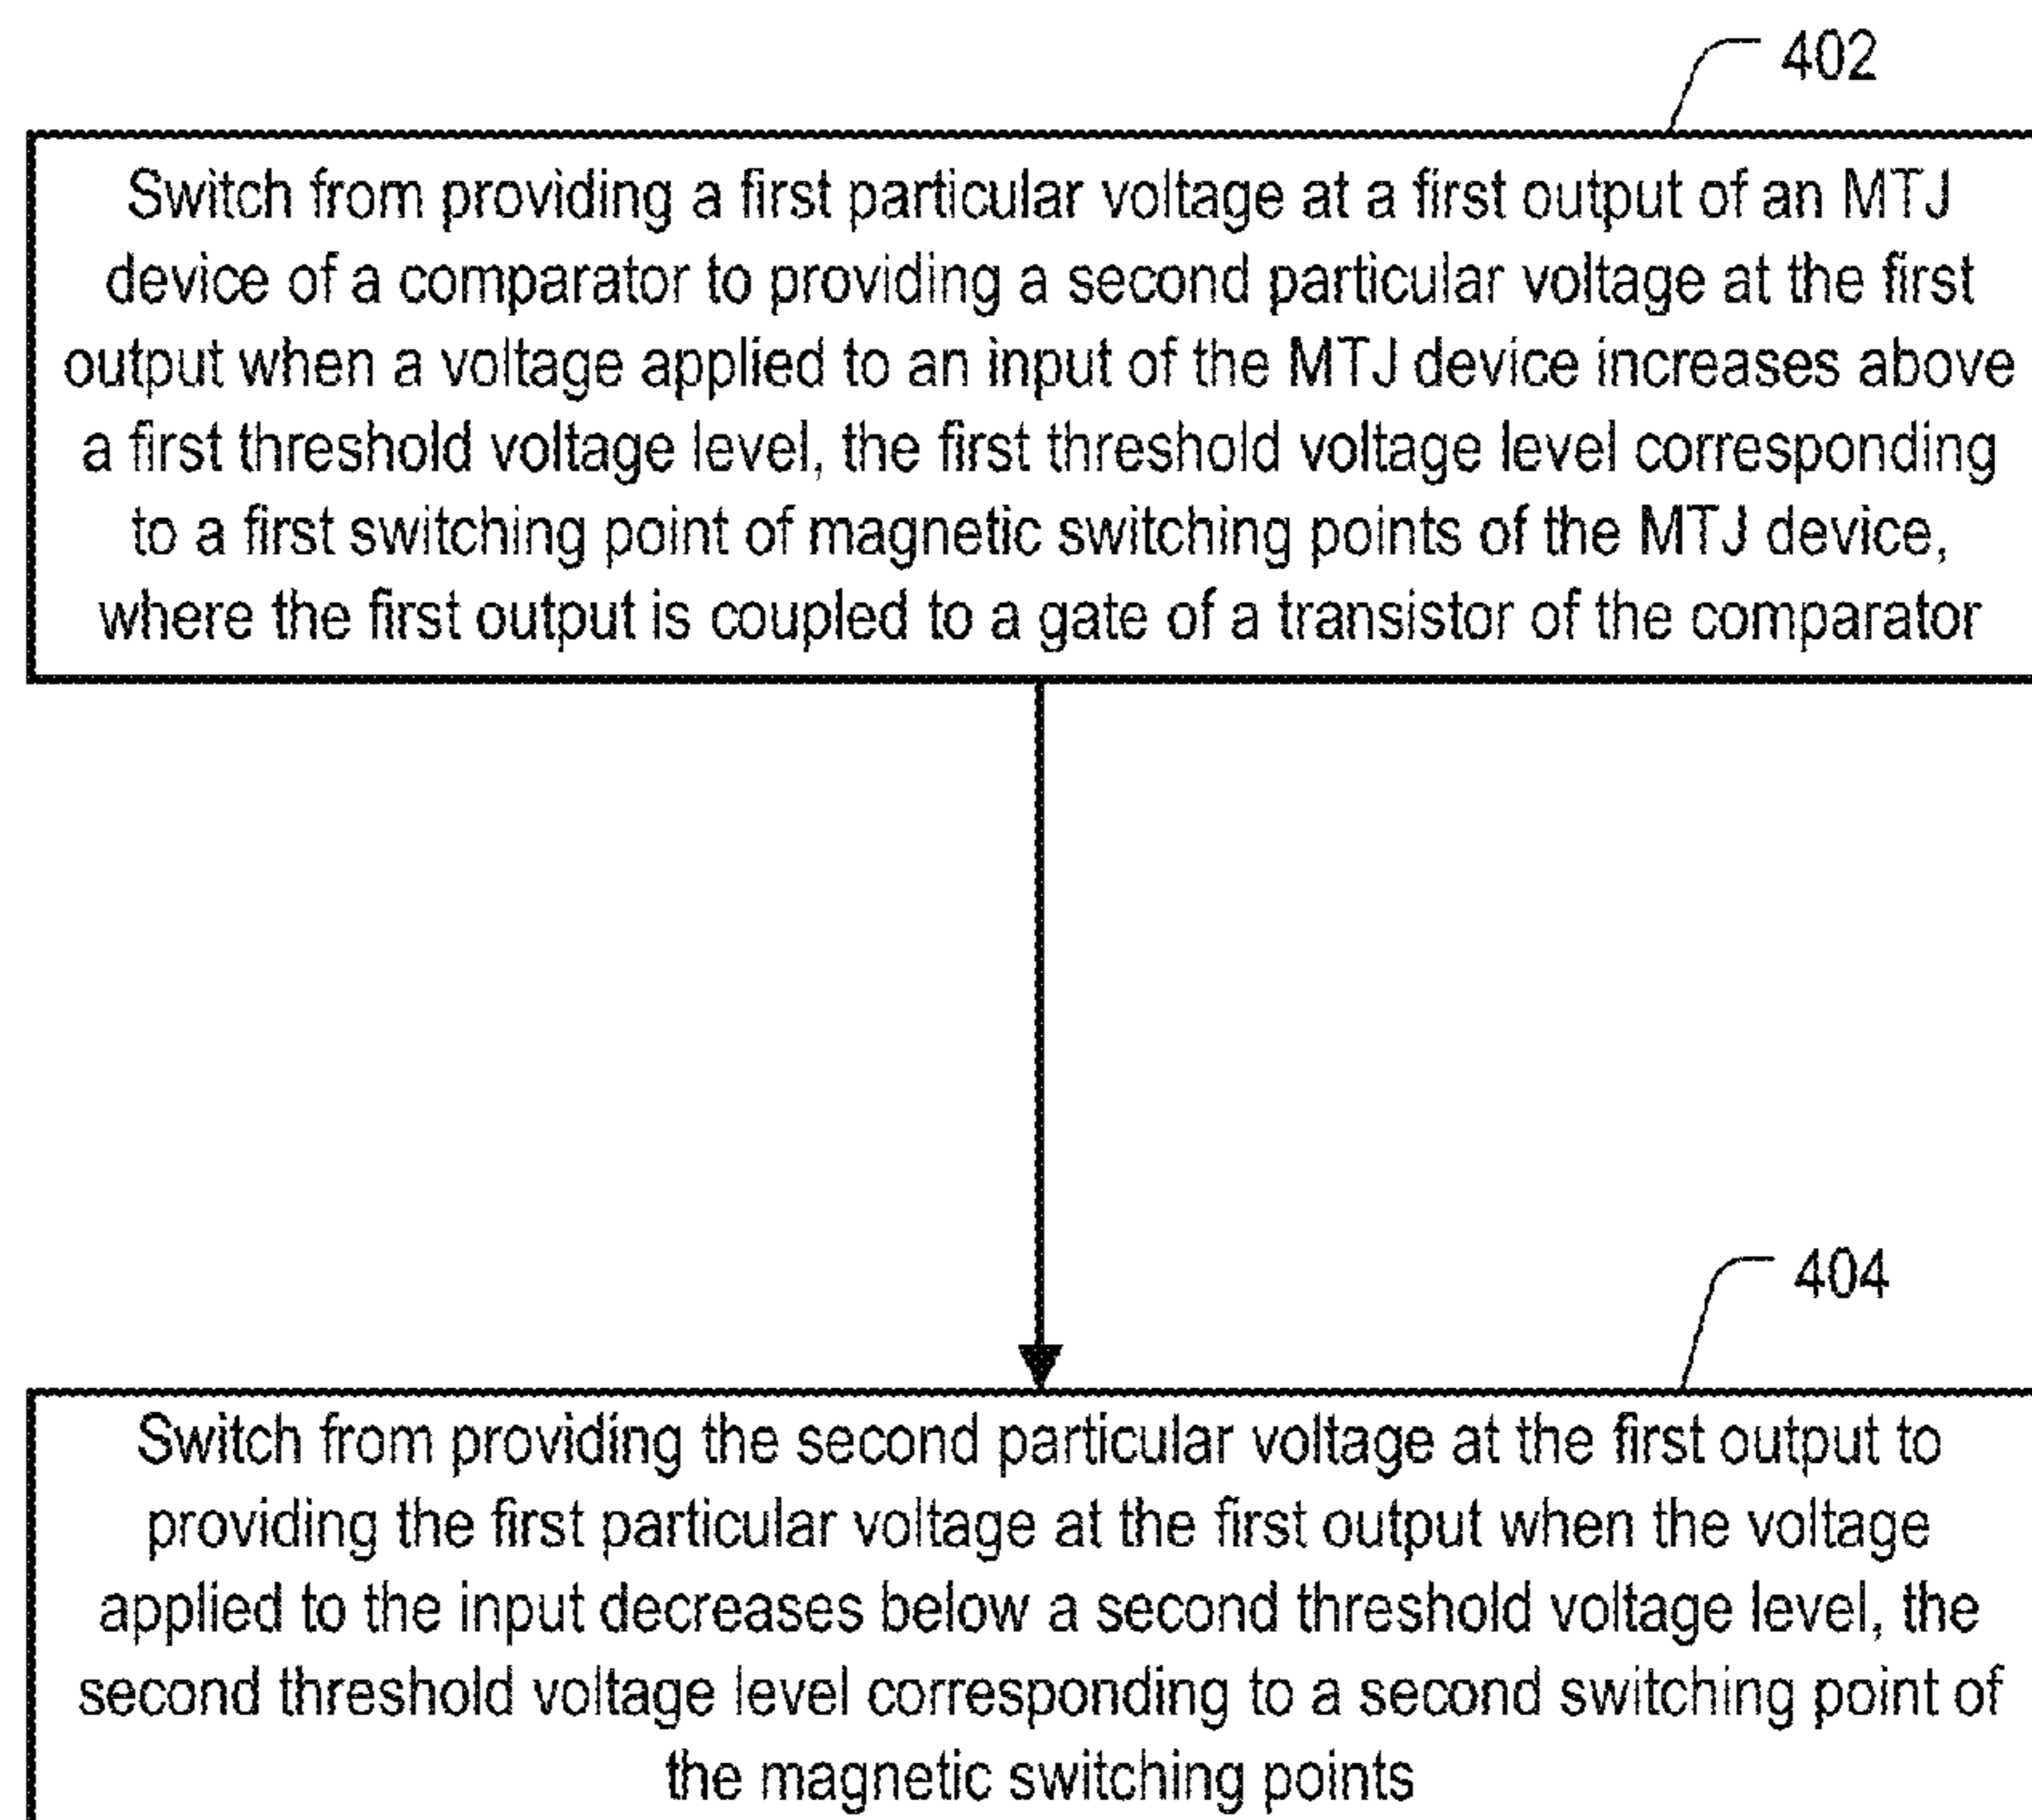 402
Switch from providing a first particular voltage at a first output of an MTJ
device of a comparator to providing a second particular voltage at the first
output when a voltage applied to an input of the MTJ device increases above
a first threshold voltage level, the first threshold voltage level corresponding
to a first switching point of magnetic switching points of the MTJ device,
where the first output is coupled to a gate of a transistor of the comparator
404
Switch from providing the second particular voltage at the first output to
providing the first particular voltage at the first output when the voltage
applied to the input decreases below a second threshold voltage level, the
second threshold voltage level corresponding to a second switching point of
the magnetic switching points